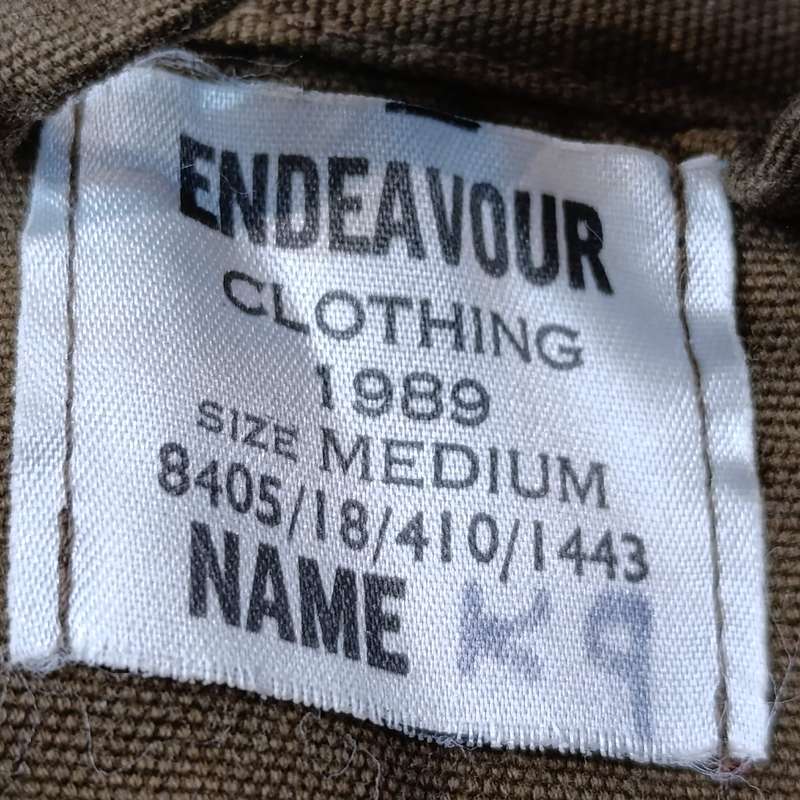 ENDEAVOUR
CLOTHING
1989
SIZE MEDIUM
8405/18/410/1443
NAME K9